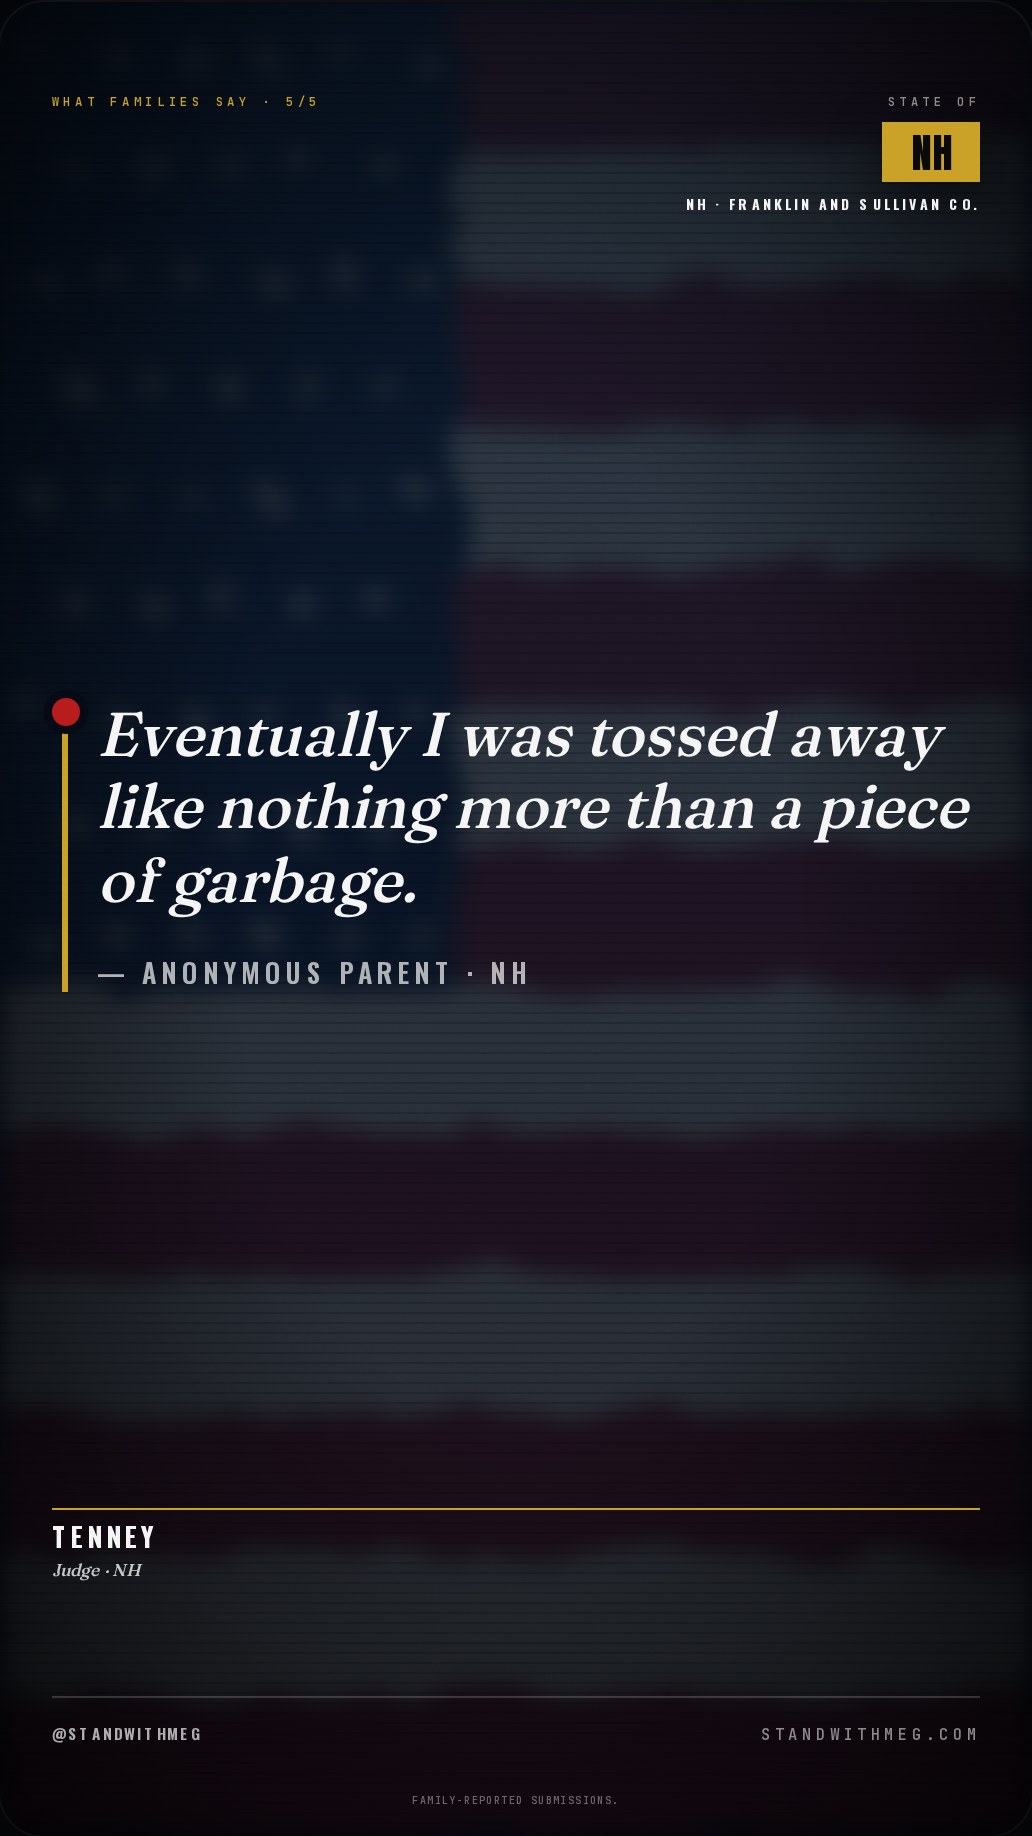 WHAT FAMILIES SAY · 5/5
STATE OF
NH
NH · FRANKLIN AND SULLIVAN CO.
Eventually I was tossed away
like nothing more than a piece
of garbage.
— ANONYMOUS PARENT · NH
TENNEY
Judge · NH
@STANDWITHMEG
STANDWITHMEG.COM
FAMILY-REPORTED SUBMISSIONS.